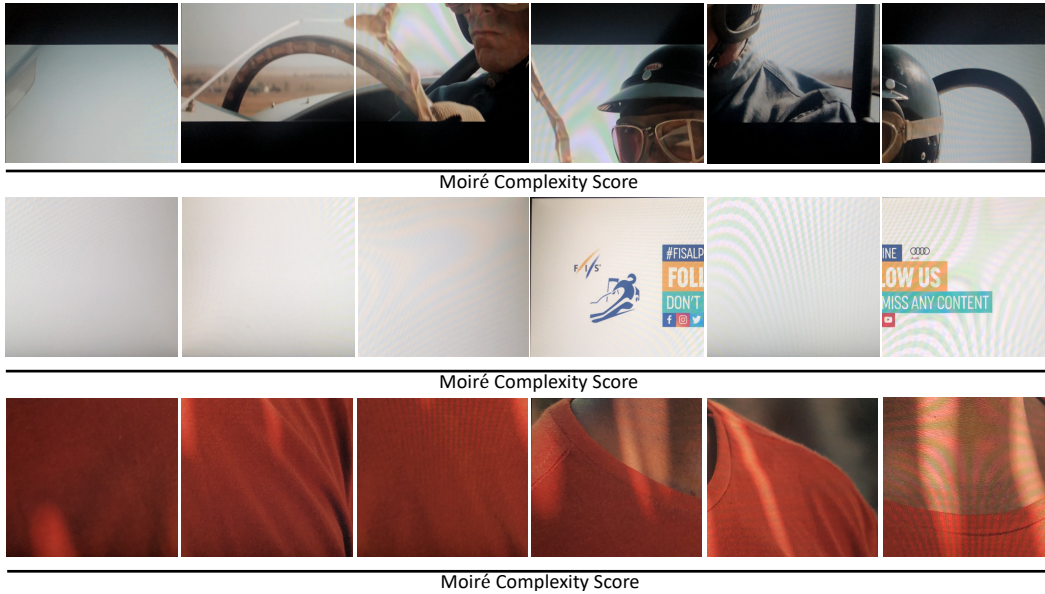 Moiré Complexity Score
F/I/S
#FISALP
FOLL
DON'T
INE
LOW US
MISS ANY CONTENT
Moiré Complexity Score
Moiré Complexity Score